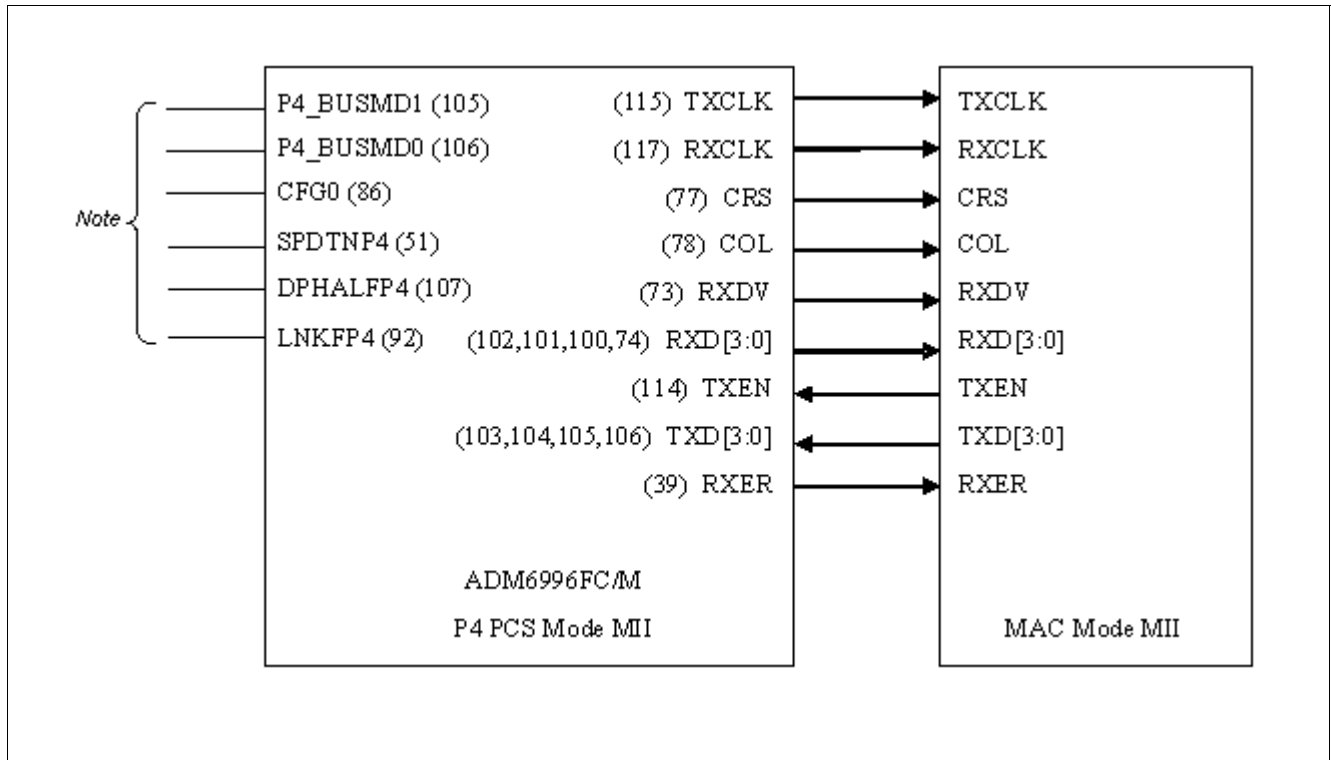 P4_BUSMD1 (105) (115) TXCLK TXCLK
P4_BUSMD0 (106) (117) RXCLK RXCLK
CFG0 (86) (77) CRS CRS
Note
SPDTNP4 (51) (78) COL COL
DPHALFP4 (107) (73) RXDV RXDV
LNKFP4 (92) (102,101,100,74) RXD[3:0] RXD[3:0]
(114) TXEN TXEN
(103,104,105,106) TXD[3:0] TXD[3:0]
(39) RXER RXER
ADM6996FC/M
P4 PCS Mode MII MAC Mode MII